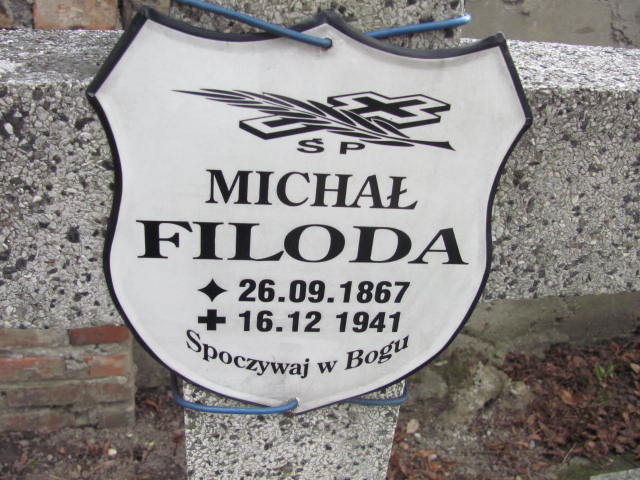 ŚP
MICHAŁ
FILODA
26.09.1867
16.12 1941
Spoczywaj w Bogu